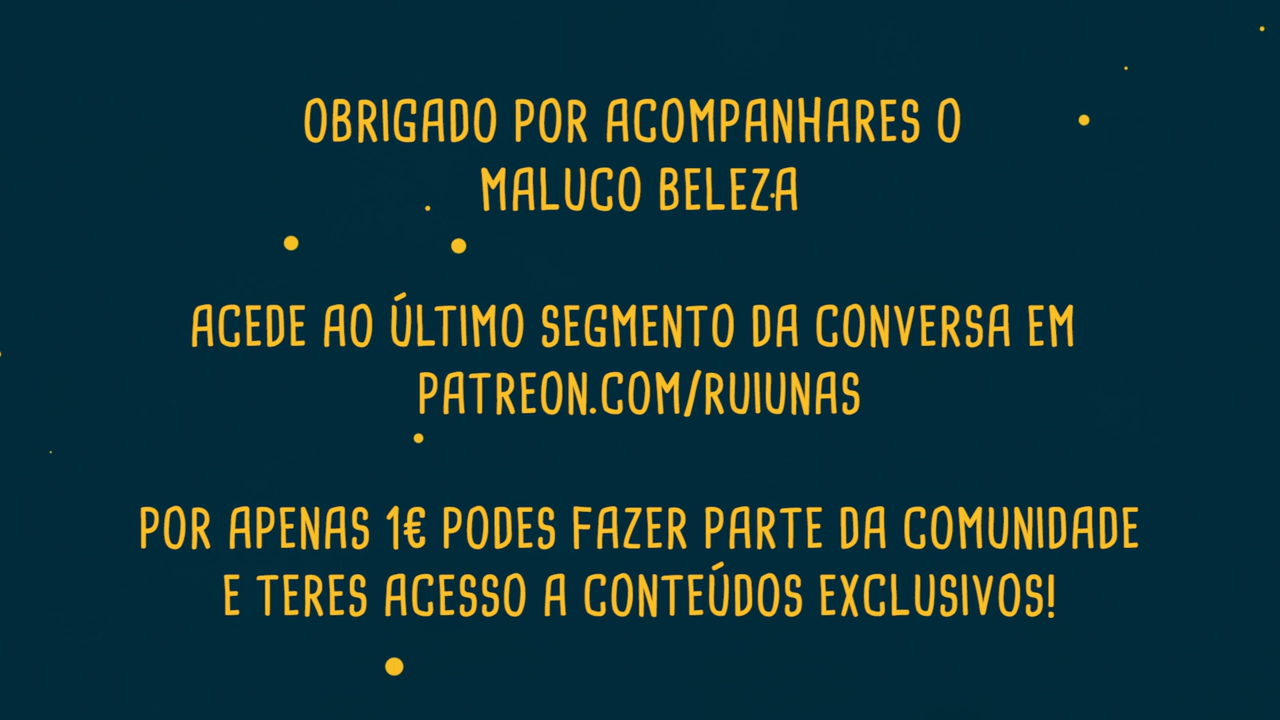 OBRIGADO POR ACOMPANHARES O
MALUCO BELEZA
ACEDE AO ÚLTIMO SEGMENTO DA CONVERSA EM
PATREON.COM/RUIUNAS
POR APENAS 1€ PODES FAZER PARTE DA COMUNIDADE
E TERES ACESSO A CONTEÚDOS EXCLUSIVOS!